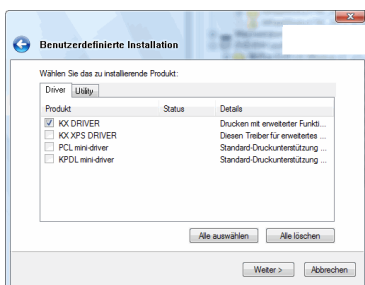 Benutzerdefinierte Installation
Wählen Sie das zu installierende Produkt:
Driver Utility
Produkt Status Details
KX DRIVER Drucken mit erweiterter Funkti...
KX XPS DRIVER Diesen Treiber für erweitertes ...
PCL mini-driver Standard-Druckunterstützung ...
KPDL mini-driver Standard-Druckunterstützung ...
Alle auswählen Alle löschen
Weiter > Abbrechen